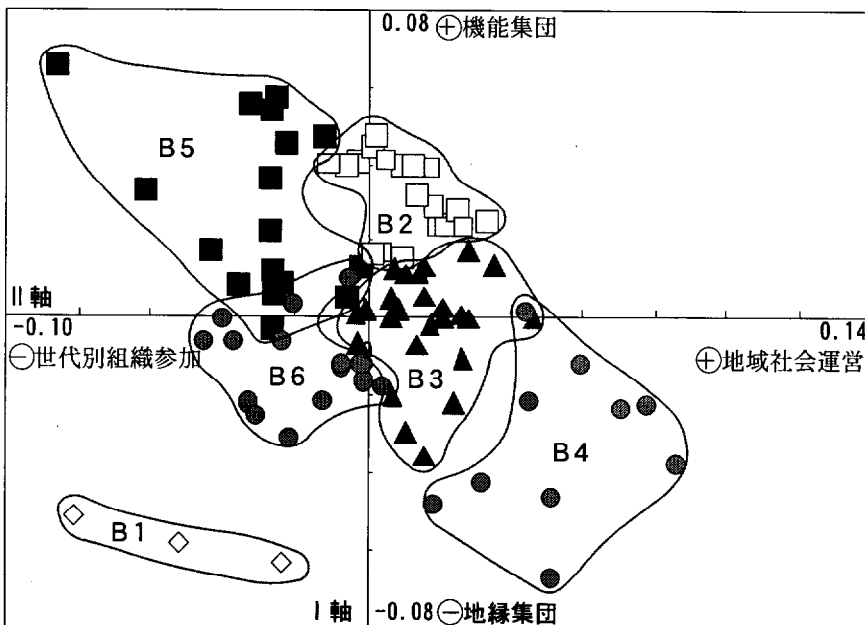 0.08 ⊕機能集団
B5
B2
II軸
-0.10
0.14
⊖世代別組織参加
⊕地域社会運営
B6
B3
B4
B1
I軸
-0.08⊖地縁集団